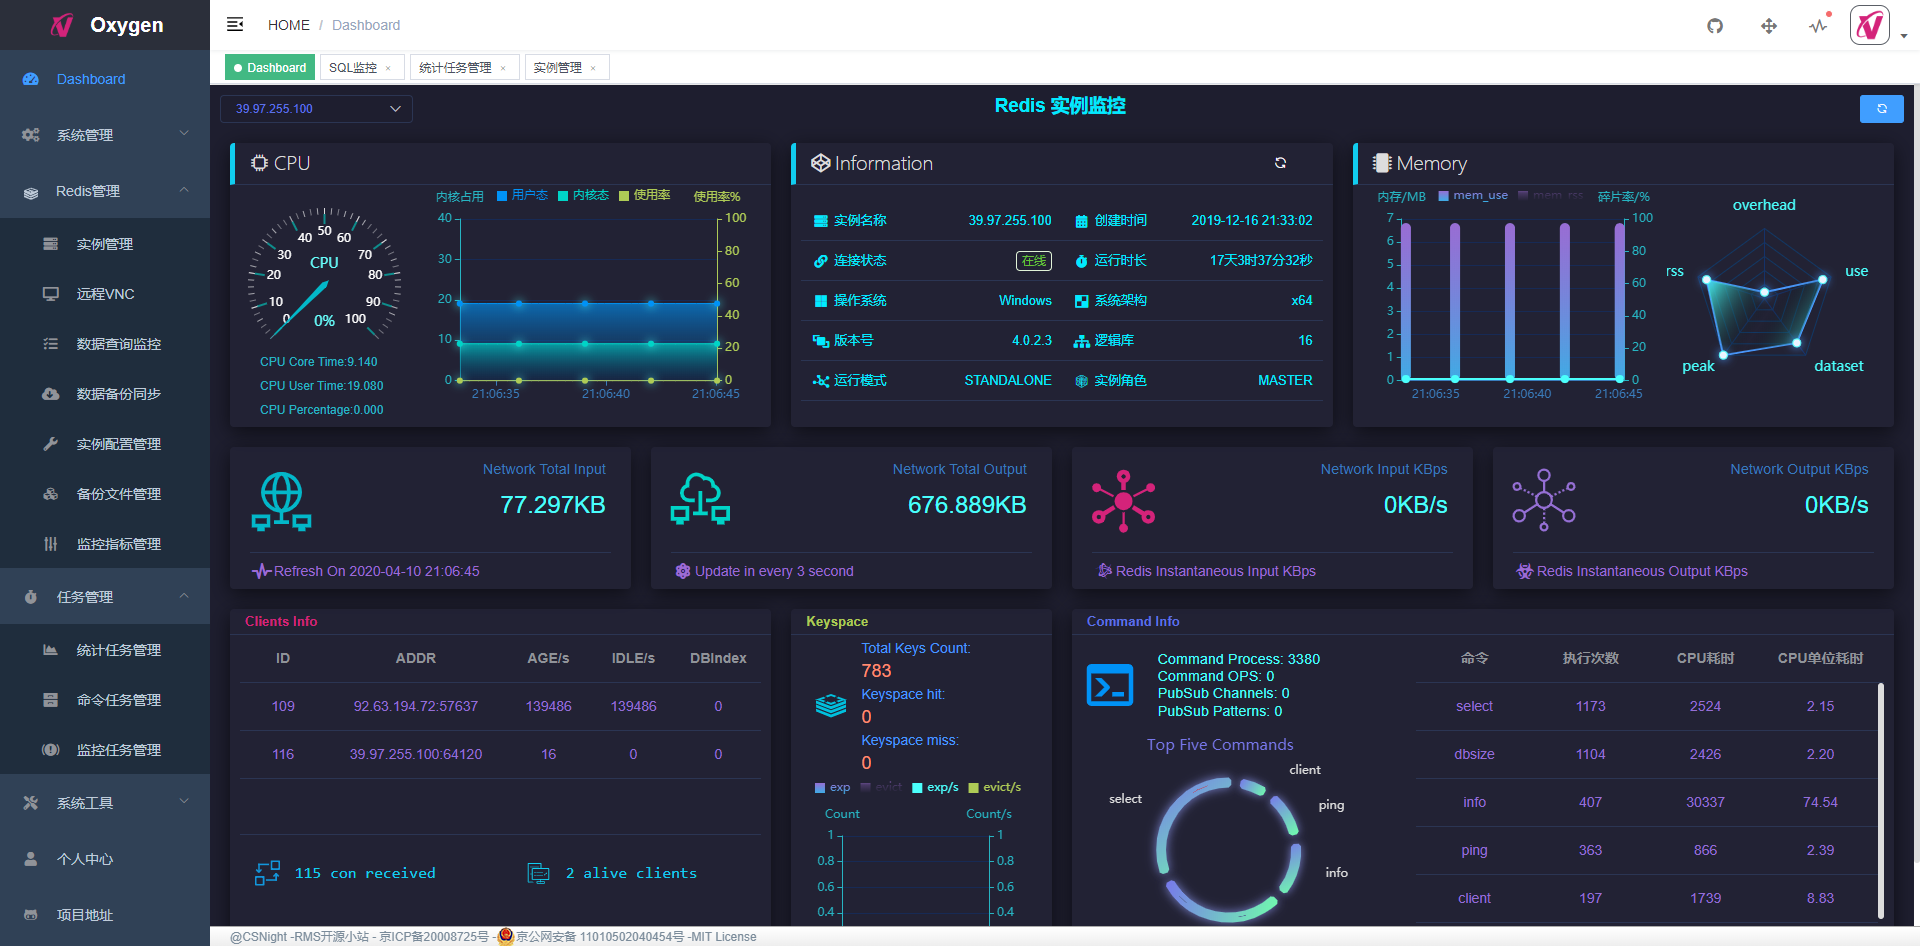 Oxygen
HOME / Dashboard
Dashboard
SQL监控 ×
统计任务管理 ×
实例管理 ×
Dashboard
系统管理
Redis管理
实例管理
远程VNC
数据查询监控
数据备份同步
实例配置管理
备份文件管理
监控指标管理
任务管理
统计任务管理
命令任务管理
监控任务管理
系统工具
个人中心
项目地址
39.97.255.100
Redis 实例监控
CPU
内核占用 用户态 内核态 使用率 使用率%
0 10 20 30 40 50 60 70 80 90 100
CPU
0%
CPU Core Time:9.140
CPU User Time:19.080
CPU Percentage:0.000
40 30 20 10 0
100 80 60 40 20 0
21:06:35 21:06:40 21:06:45
Information
实例名称 39.97.255.100 创建时间 2019-12-16 21:33:02
连接状态 在线 运行时长 17天3时37分32秒
操作系统 Windows 系统架构 x64
版本号 4.0.2.3 逻辑库 16
运行模式 STANDALONE 实例角色 MASTER
Memory
内存/MB mem_use mem_rss 碎片率/%
7 6 5 4 3 2 1 0
100 80 60 40 20 0
21:06:35 21:06:40 21:06:45
overhead
rss use
peak dataset
Network Total Input
77.297KB
Refresh On 2020-04-10 21:06:45
Network Total Output
676.889KB
Update in every 3 second
Network Input KBps
0KB/s
Redis Instantaneous Input KBps
Network Output KBps
0KB/s
Redis Instantaneous Output KBps
Clients Info
ID ADDR AGE/s IDLE/s DBIndex
109 92.63.194.72:57637 139486 139486 0
116 39.97.255.100:64120 16 0 0
115 con received 2 alive clients
Keyspace
Total Keys Count:
783
Keyspace hit:
0
Keyspace miss:
0
exp evict exp/s evict/s
Count Count/s
1 1
0.8 0.8
0.6 0.6
0.4 0.4
Command Info
Command Process: 3380
Command OPS: 0
PubSub Channels: 0
PubSub Patterns: 0
Top Five Commands
client
select
ping
info
命令 执行次数 CPU耗时 CPU单位耗时
select 1173 2524 2.15
dbsize 1104 2426 2.20
info 407 30337 74.54
ping 363 866 2.39
client 197 1739 8.83
@CSNight -RMS开源小站 - 京ICP备20008725号 - 京公网安备 11010502040454号 -MIT License